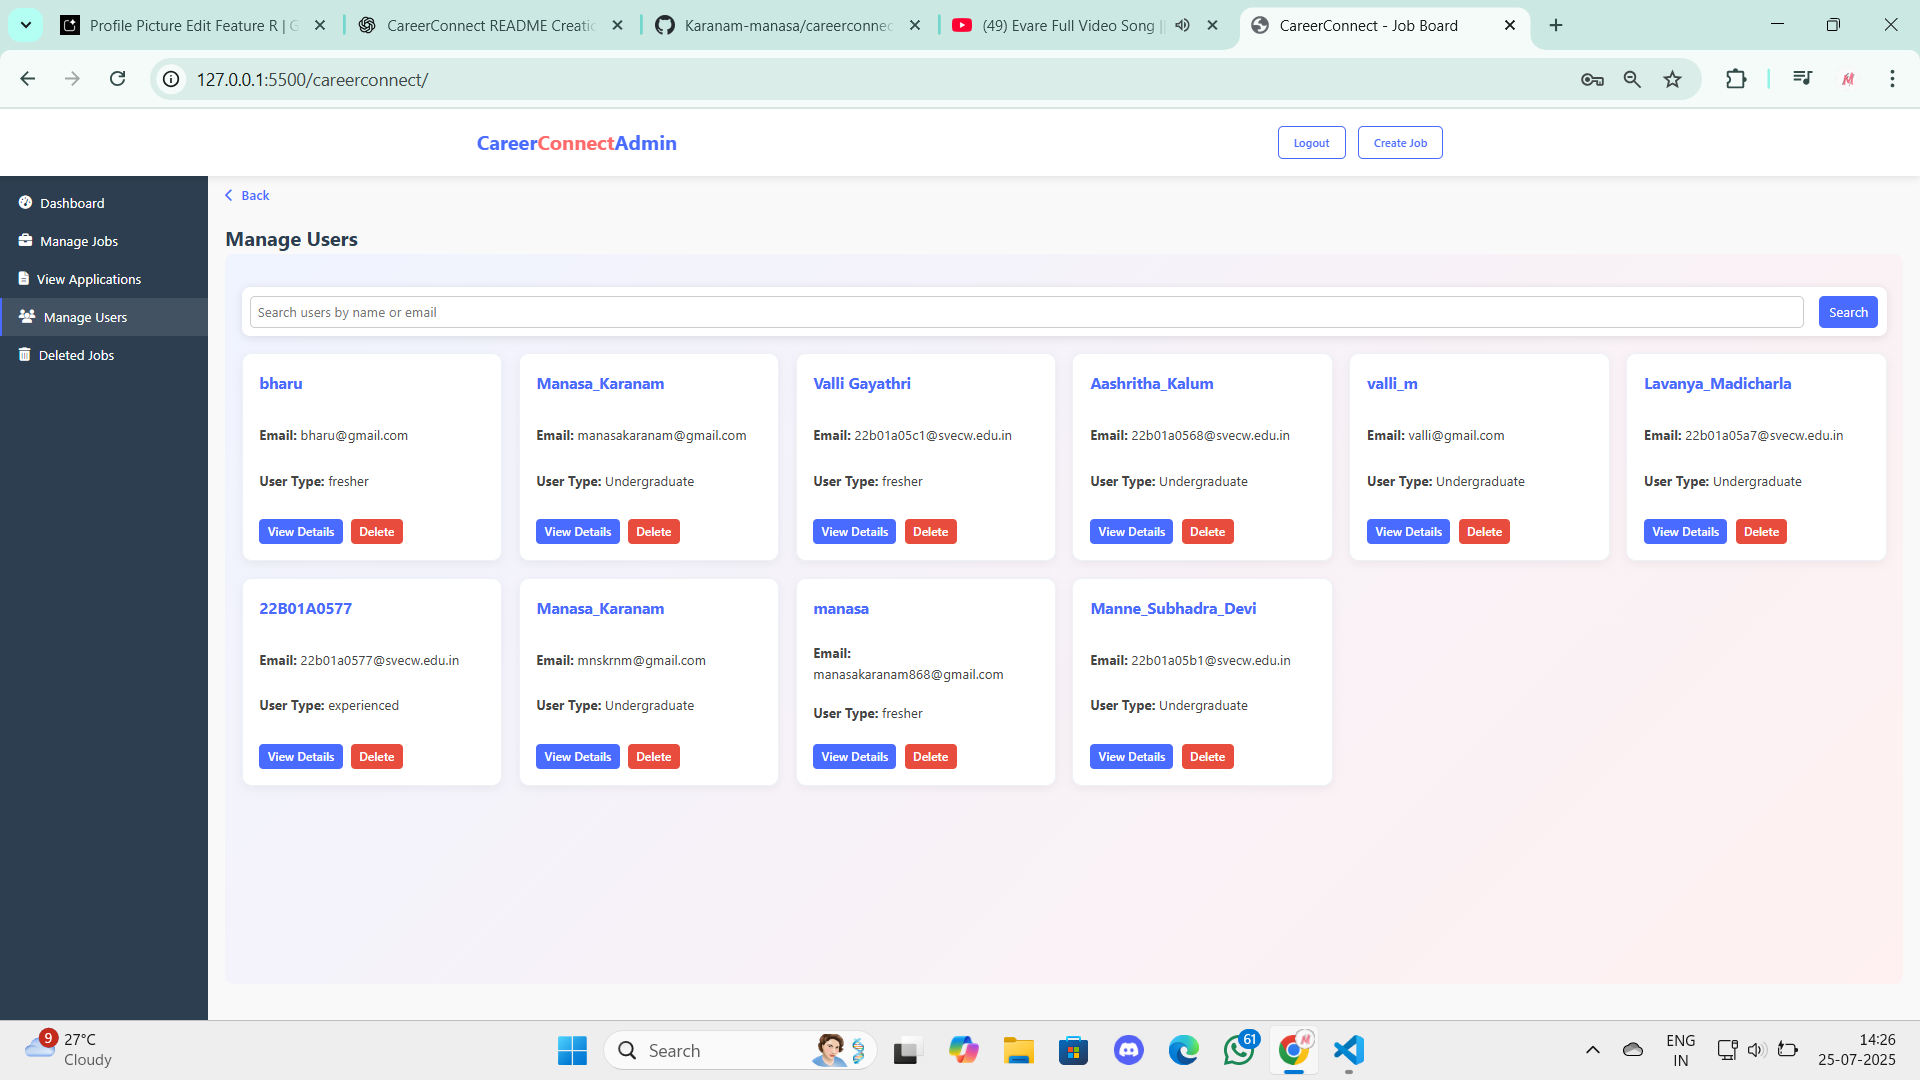 Profile Picture Edit Feature R | G
CareerConnect README Creatio
Karanam-manasa/careerconnec
(49) Evare Full Video Song ||
CareerConnect - Job Board
127.0.0.1:5500/careerconnect/
CareerConnectAdmin
Logout
Create Job
Dashboard
Manage Jobs
View Applications
Manage Users
Deleted Jobs
Back
Manage Users
Search users by name or email
Search
bharu
Email: bharu@gmail.com
User Type: fresher
View Details
Delete
Manasa_Karanam
Email: manasakaranam@gmail.com
User Type: Undergraduate
View Details
Delete
Valli Gayathri
Email: 22b01a05c1@svecw.edu.in
User Type: fresher
View Details
Delete
Aashritha_Kalum
Email: 22b01a0568@svecw.edu.in
User Type: Undergraduate
View Details
Delete
valli_m
Email: valli@gmail.com
User Type: Undergraduate
View Details
Delete
Lavanya_Madicharla
Email: 22b01a05a7@svecw.edu.in
User Type: Undergraduate
View Details
Delete
22B01A0577
Email: 22b01a0577@svecw.edu.in
User Type: experienced
View Details
Delete
Manasa_Karanam
Email: mnskrnm@gmail.com
User Type: Undergraduate
View Details
Delete
manasa
Email:
manasakaranam868@gmail.com
User Type: fresher
View Details
Delete
Manne_Subhadra_Devi
Email: 22b01a05b1@svecw.edu.in
User Type: Undergraduate
View Details
Delete
9
27°C
Cloudy
Search
61
ENG
IN
14:26
25-07-2025